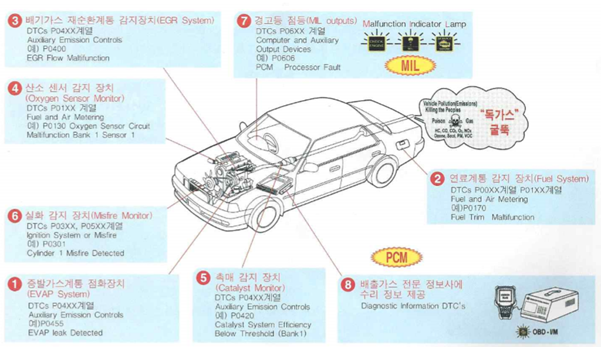 3 배기가스 재순환계통 감지장치(EGR System)
DTCs P04XX계열
Auxiliary Emission Controls
예) P0400
EGR Flow Maltifunction
7 경고등 점등(MIL outputs)
DTCs P06XX 계열
Computer and Auxiliary
Output Devices
예) P0606
PCM Processor Fault
Malfunction Indicator Lamp
MIL
4 산소 센서 감지 장치
(Oxygen Sensor Monitor)
DTCs P01XX 계열
Fuel and Air Metering
예) P0130 Oxygen Sensor Circuit
Maltifunction Bank 1 Sensor 1
Vehicle Pollution(Emissions)
Killing the Peoples
Poison Gas
HC, CO, CO₂, O₃, NOx
Ozone, Bezd, PM, VOC
"독가스"
굴뚝
2 연료계통 감지 장치(Fuel System)
DTCs P00XX계열 P01XX계열
Fuel and Air Metering
예)P0170
Fuel Trim Maltifunction
6 실화 감지 장치(Misfire Monitor)
DTCs P03XX, P05XX계열
Ignition System or Misfire
예) P0301
Cylinder 1 Misfire Detected
PCM
1 증발가스계통 점화장치
(EVAP System)
DTCs P04XX계열
Auxiliary Emission Controls
예)P0455
EVAP leak Detected
5 촉매 감지 장치
(Catalyst Monitor)
DTCs P04XX계열
Auxiliary Emission Controls
예)P0420
Catalyst System Efficiency
Below Threshold (Bank1)
8 배출가스 전문 정보사에
수리 정보 제공
Diagnostic Information DTC's
OBD-I/M